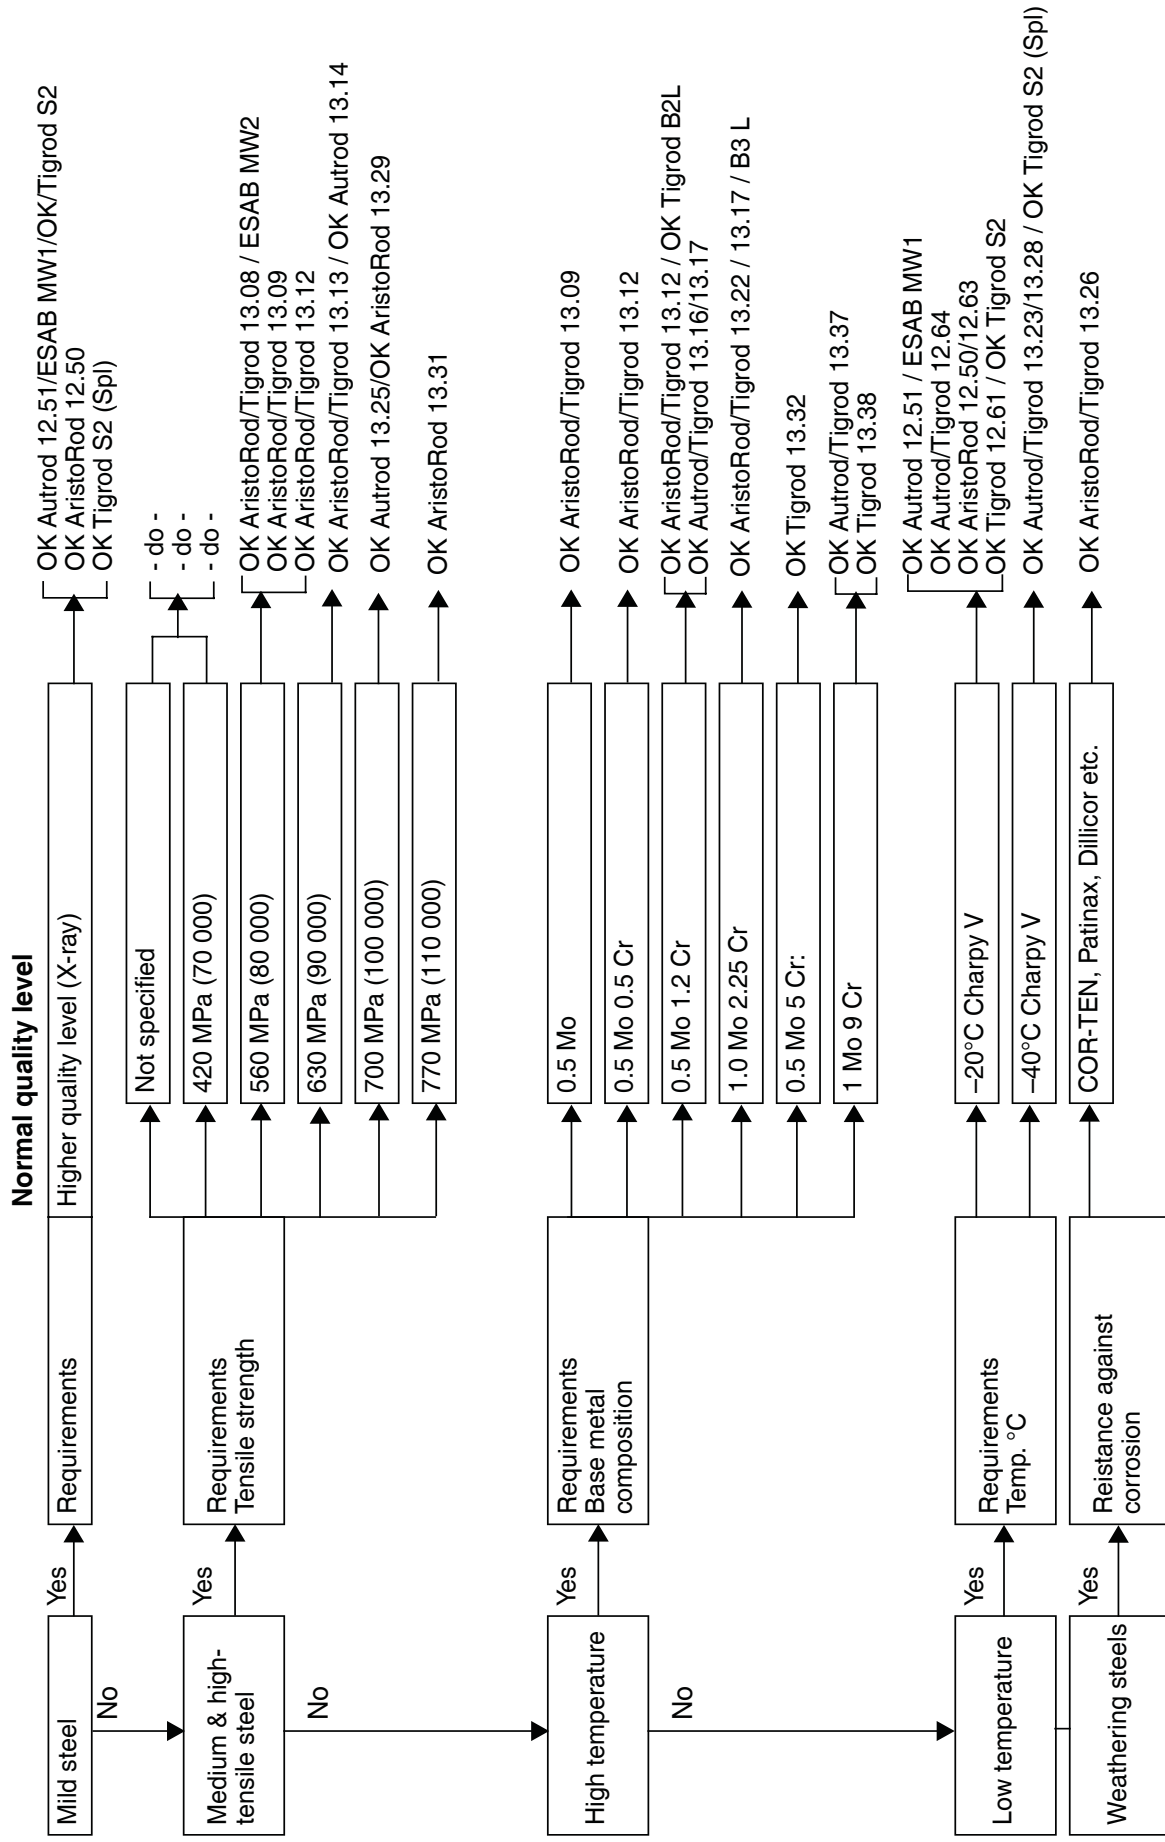 Normal quality level
Mild steel
Yes
Requirements
Higher quality level (X-ray)
OK Autrod 12.51/ESAB MW1/OK/Tigrod S2
OK AristoRod 12.50
OK Tigrod S2 (Spl)
No
Medium & high-
tensile steel
Yes
Requirements
Tensile strength
Not specified
420 MPa (70 000)
- do -
- do -
- do -
560 MPa (80 000)
OK AristoRod/Tigrod 13.08 / ESAB MW2
OK AristoRod/Tigrod 13.09
OK AristoRod/Tigrod 13.12
630 MPa (90 000)
OK AristoRod/Tigrod 13.13 / OK Autrod 13.14
700 MPa (100 000)
OK Autrod 13.25/OK AristoRod 13.29
770 MPa (110 000)
OK AristoRod 13.31
No
High temperature
Yes
Requirements
Base metal
composition
0.5 Mo
OK AristoRod/Tigrod 13.09
0.5 Mo 0.5 Cr
OK AristoRod/Tigrod 13.12
0.5 Mo 1.2 Cr
OK AristoRod/Tigrod 13.12 / OK Tigrod B2L
OK Autrod/Tigrod 13.16/13.17
1.0 Mo 2.25 Cr
OK AristoRod/Tigrod 13.22 / 13.17 / B3 L
0.5 Mo 5 Cr:
OK Tigrod 13.32
1 Mo 9 Cr
OK Autrod/Tigrod 13.37
OK Tigrod 13.38
No
Low temperature
Yes
Requirements
Temp. °C
–20°C Charpy V
OK Autrod 12.51 / ESAB MW1
OK Autrod/Tigrod 12.64
OK AristoRod 12.50/12.63
OK Tigrod 12.61 / OK Tigrod S2
–40°C Charpy V
OK Autrod/Tigrod 13.23/13.28 / OK Tigrod S2 (Spl)
Weathering steels
Yes
Reistance against
corrosion
COR-TEN, Patinax, Dillicor etc.
OK AristoRod/Tigrod 13.26